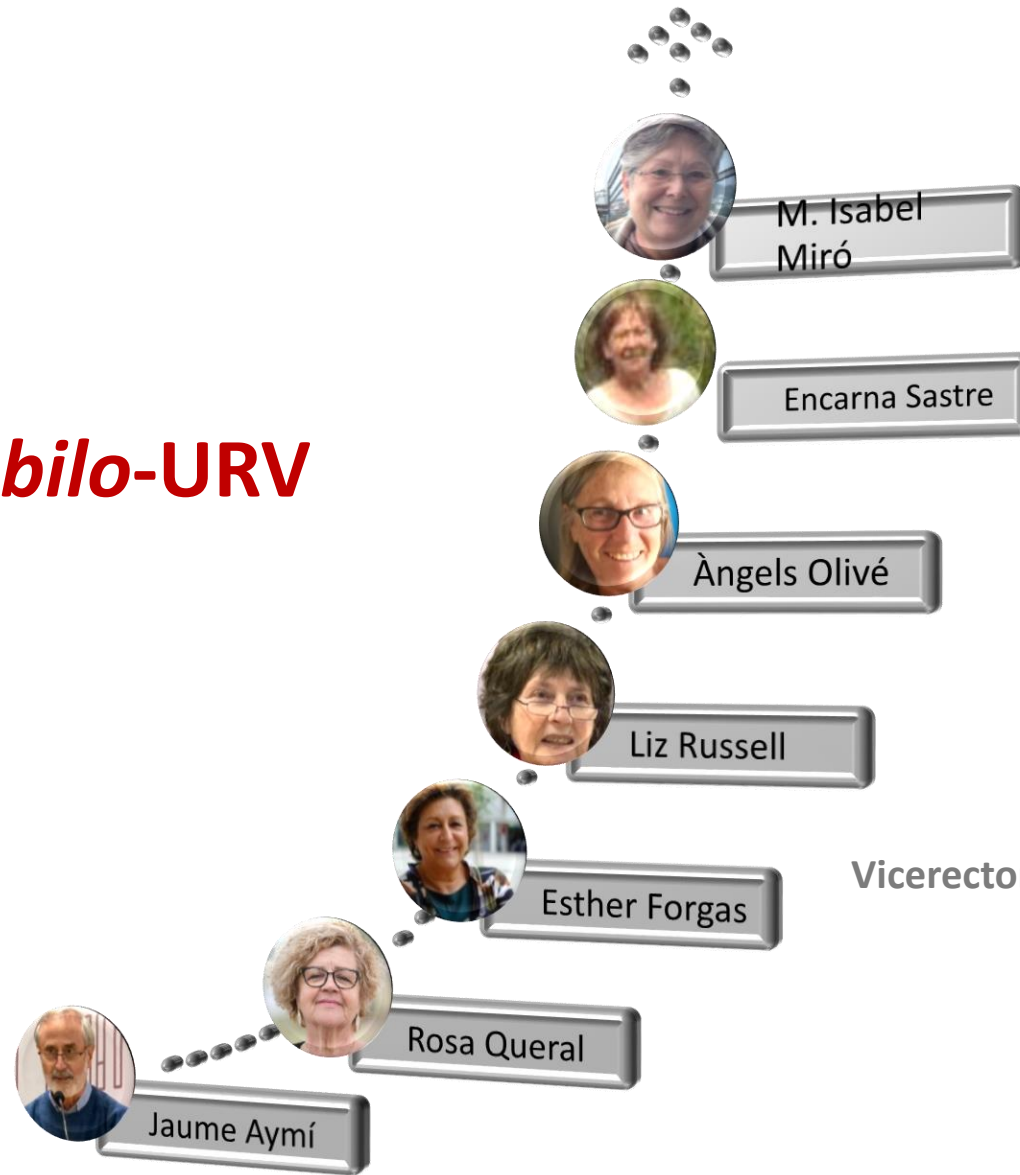 M. Isabel
Miró
Encarna Sastre
bilo-URV
Àngels Olivé
Liz Russell
Vicerecto
Esther Forgas
Rosa Queral
Jaume Aymí